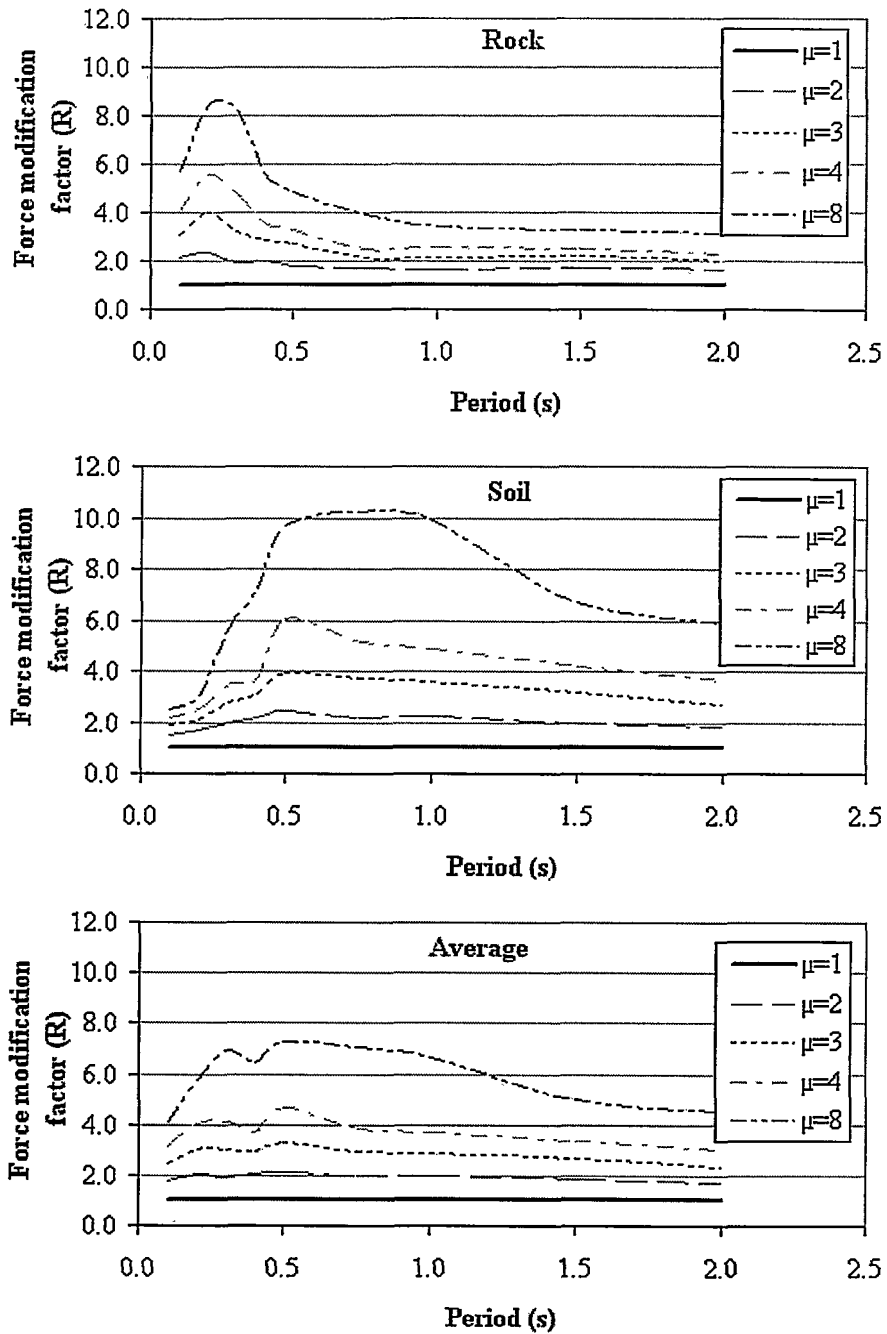 Rock
Force modification
factor (R)
12.0
10.0
8.0
6.0
4.0
2.0
0.0
0.0 0.5 1.0 1.5 2.0 2.5
Period (s)
μ=1
μ=2
μ=3
μ=4
μ=8
Soil
Force modification
factor (R)
12.0
10.0
8.0
6.0
4.0
2.0
0.0
0.0 0.5 1.0 1.5 2.0 2.5
Period (s)
μ=1
μ=2
μ=3
μ=4
μ=8
Average
Force modification
factor (R)
12.0
10.0
8.0
6.0
4.0
2.0
0.0
0.0 0.5 1.0 1.5 2.0 2.5
Period (s)
μ=1
μ=2
μ=3
μ=4
μ=8